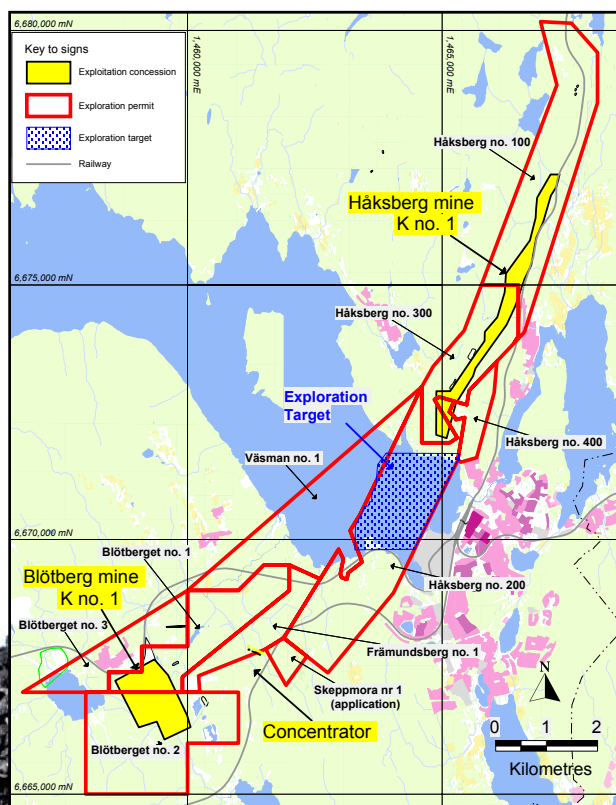 6,680,000 mN
Key to signs
Exploitation concession
Exploration permit
Exploration target
Railway
1,460,000 mE
1,465,000 mE
Håksberg no. 100
Håksberg mine
K no. 1
6,675,000 mN
Håksberg no. 300
Exploration
Target
Håksberg no. 400
Väsman no. 1
6,670,000 mN
Blötberget no. 1
Blötberg mine
K no. 1
Håksberg no. 200
Blötberget no. 3
Främundsberg no. 1
Skeppmora nr 1
(application)
N
Concentrator
Blötberget no. 2
0 1 2
Kilometres
6,665,000 mN